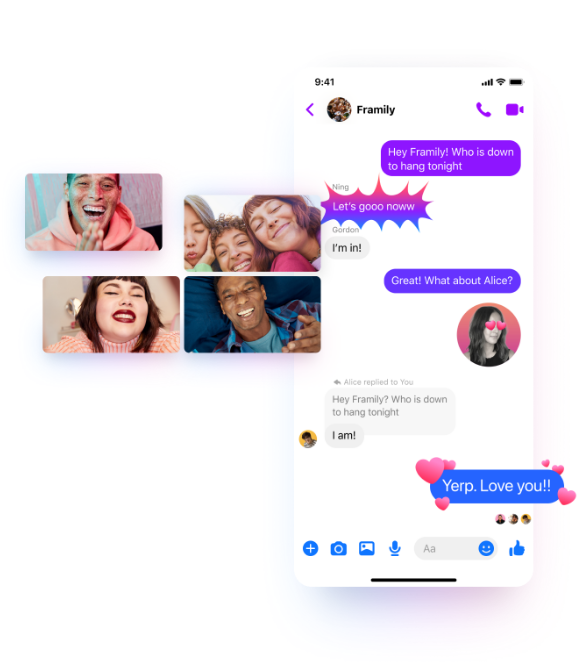 9:41
Framily
Hey Framily! Who is down
to hang tonight
Ning
Let's gooo noww
Gordon
I'm in!
Great! What about Alice?
Alice replied to You
Hey Framily? Who is down
to hang tonight
I am!
Yerp. Love you!!
Aa